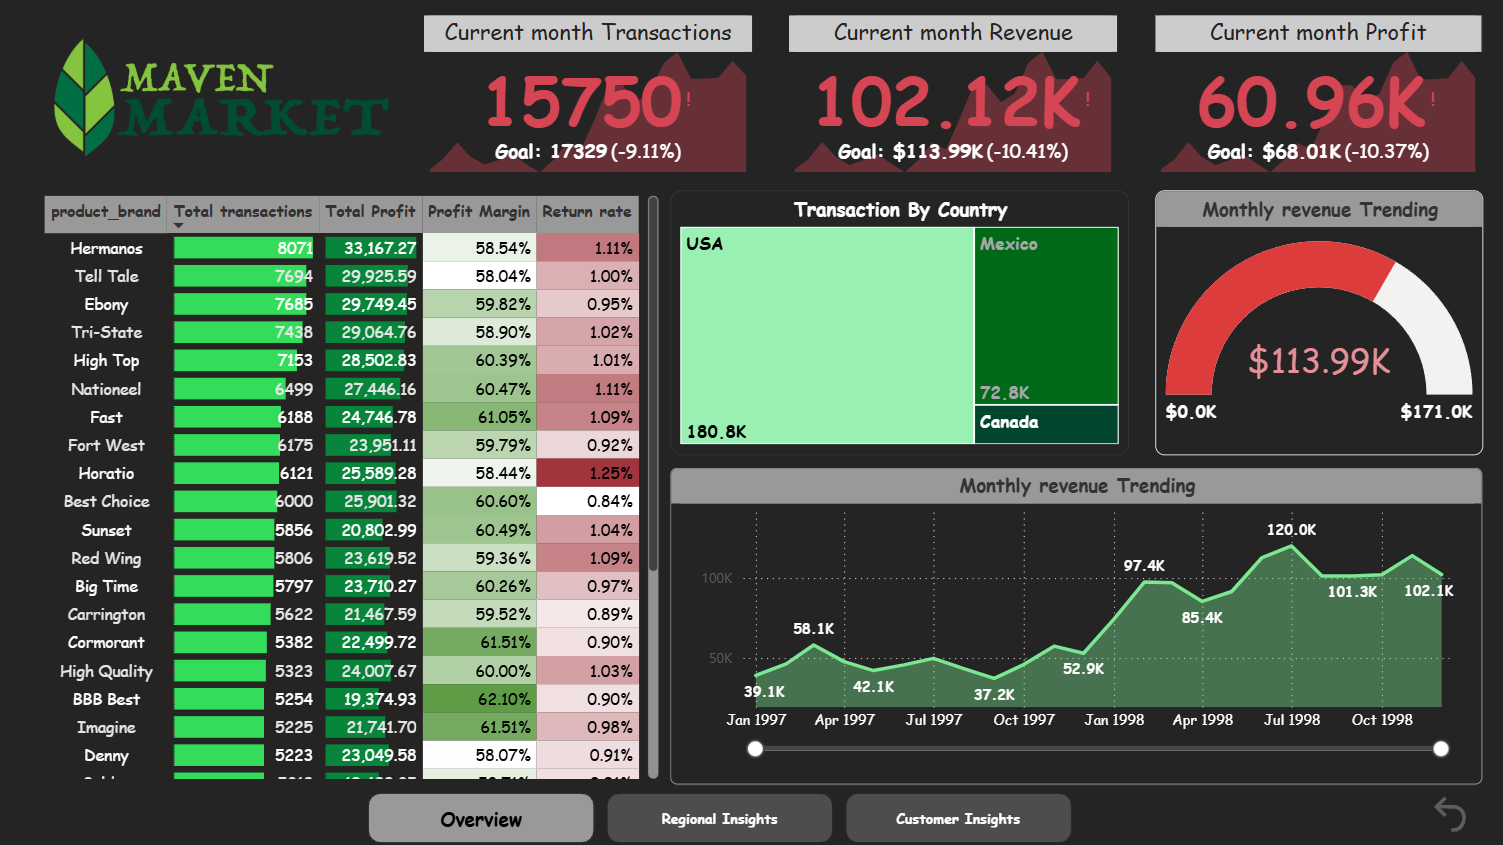 MAVEN
MARKET
Current month Transactions
15750!
Goal: 17329 (-9.11%)
Current month Revenue
102.12K!
Goal: $113.99K (-10.41%)
Current month Profit
60.96K!
Goal: $68.01K (-10.37%)
product_brand Total transactions Total Profit Profit Margin Return rate
Hermanos 8071 33,167.27 58.54% 1.11%
Tell Tale 7694 29,925.59 58.04% 1.00%
Ebony 7685 29,749.45 59.82% 0.95%
Tri-State 7438 29,064.76 58.90% 1.02%
High Top 7153 28,502.83 60.39% 1.01%
Nationeel 6499 27,446.16 60.47% 1.11%
Fast 6188 24,746.78 61.05% 1.09%
Fort West 6175 23,951.11 59.79% 0.92%
Horatio 6121 25,589.28 58.44% 1.25%
Best Choice 6000 25,901.32 60.60% 0.84%
Sunset 5856 20,802.99 60.49% 1.04%
Red Wing 5806 23,619.52 59.36% 1.09%
Big Time 5797 23,710.27 60.26% 0.97%
Carrington 5622 21,467.59 59.52% 0.89%
Cormorant 5382 22,499.72 61.51% 0.90%
High Quality 5323 24,007.67 60.00% 1.03%
BBB Best 5254 19,374.93 62.10% 0.90%
Imagine 5225 21,741.70 61.51% 0.98%
Denny 5223 23,049.58 58.07% 0.91%
Transaction By Country
USA
180.8K
Mexico
72.8K
Canada
Monthly revenue Trending
$113.99K
$0.0K
$171.0K
Monthly revenue Trending
100K
50K
39.1K
58.1K
42.1K
37.2K
52.9K
97.4K
85.4K
120.0K
101.3K
102.1K
Jan 1997 Apr 1997 Jul 1997 Oct 1997 Jan 1998 Apr 1998 Jul 1998 Oct 1998
Overview
Regional Insights
Customer Insights